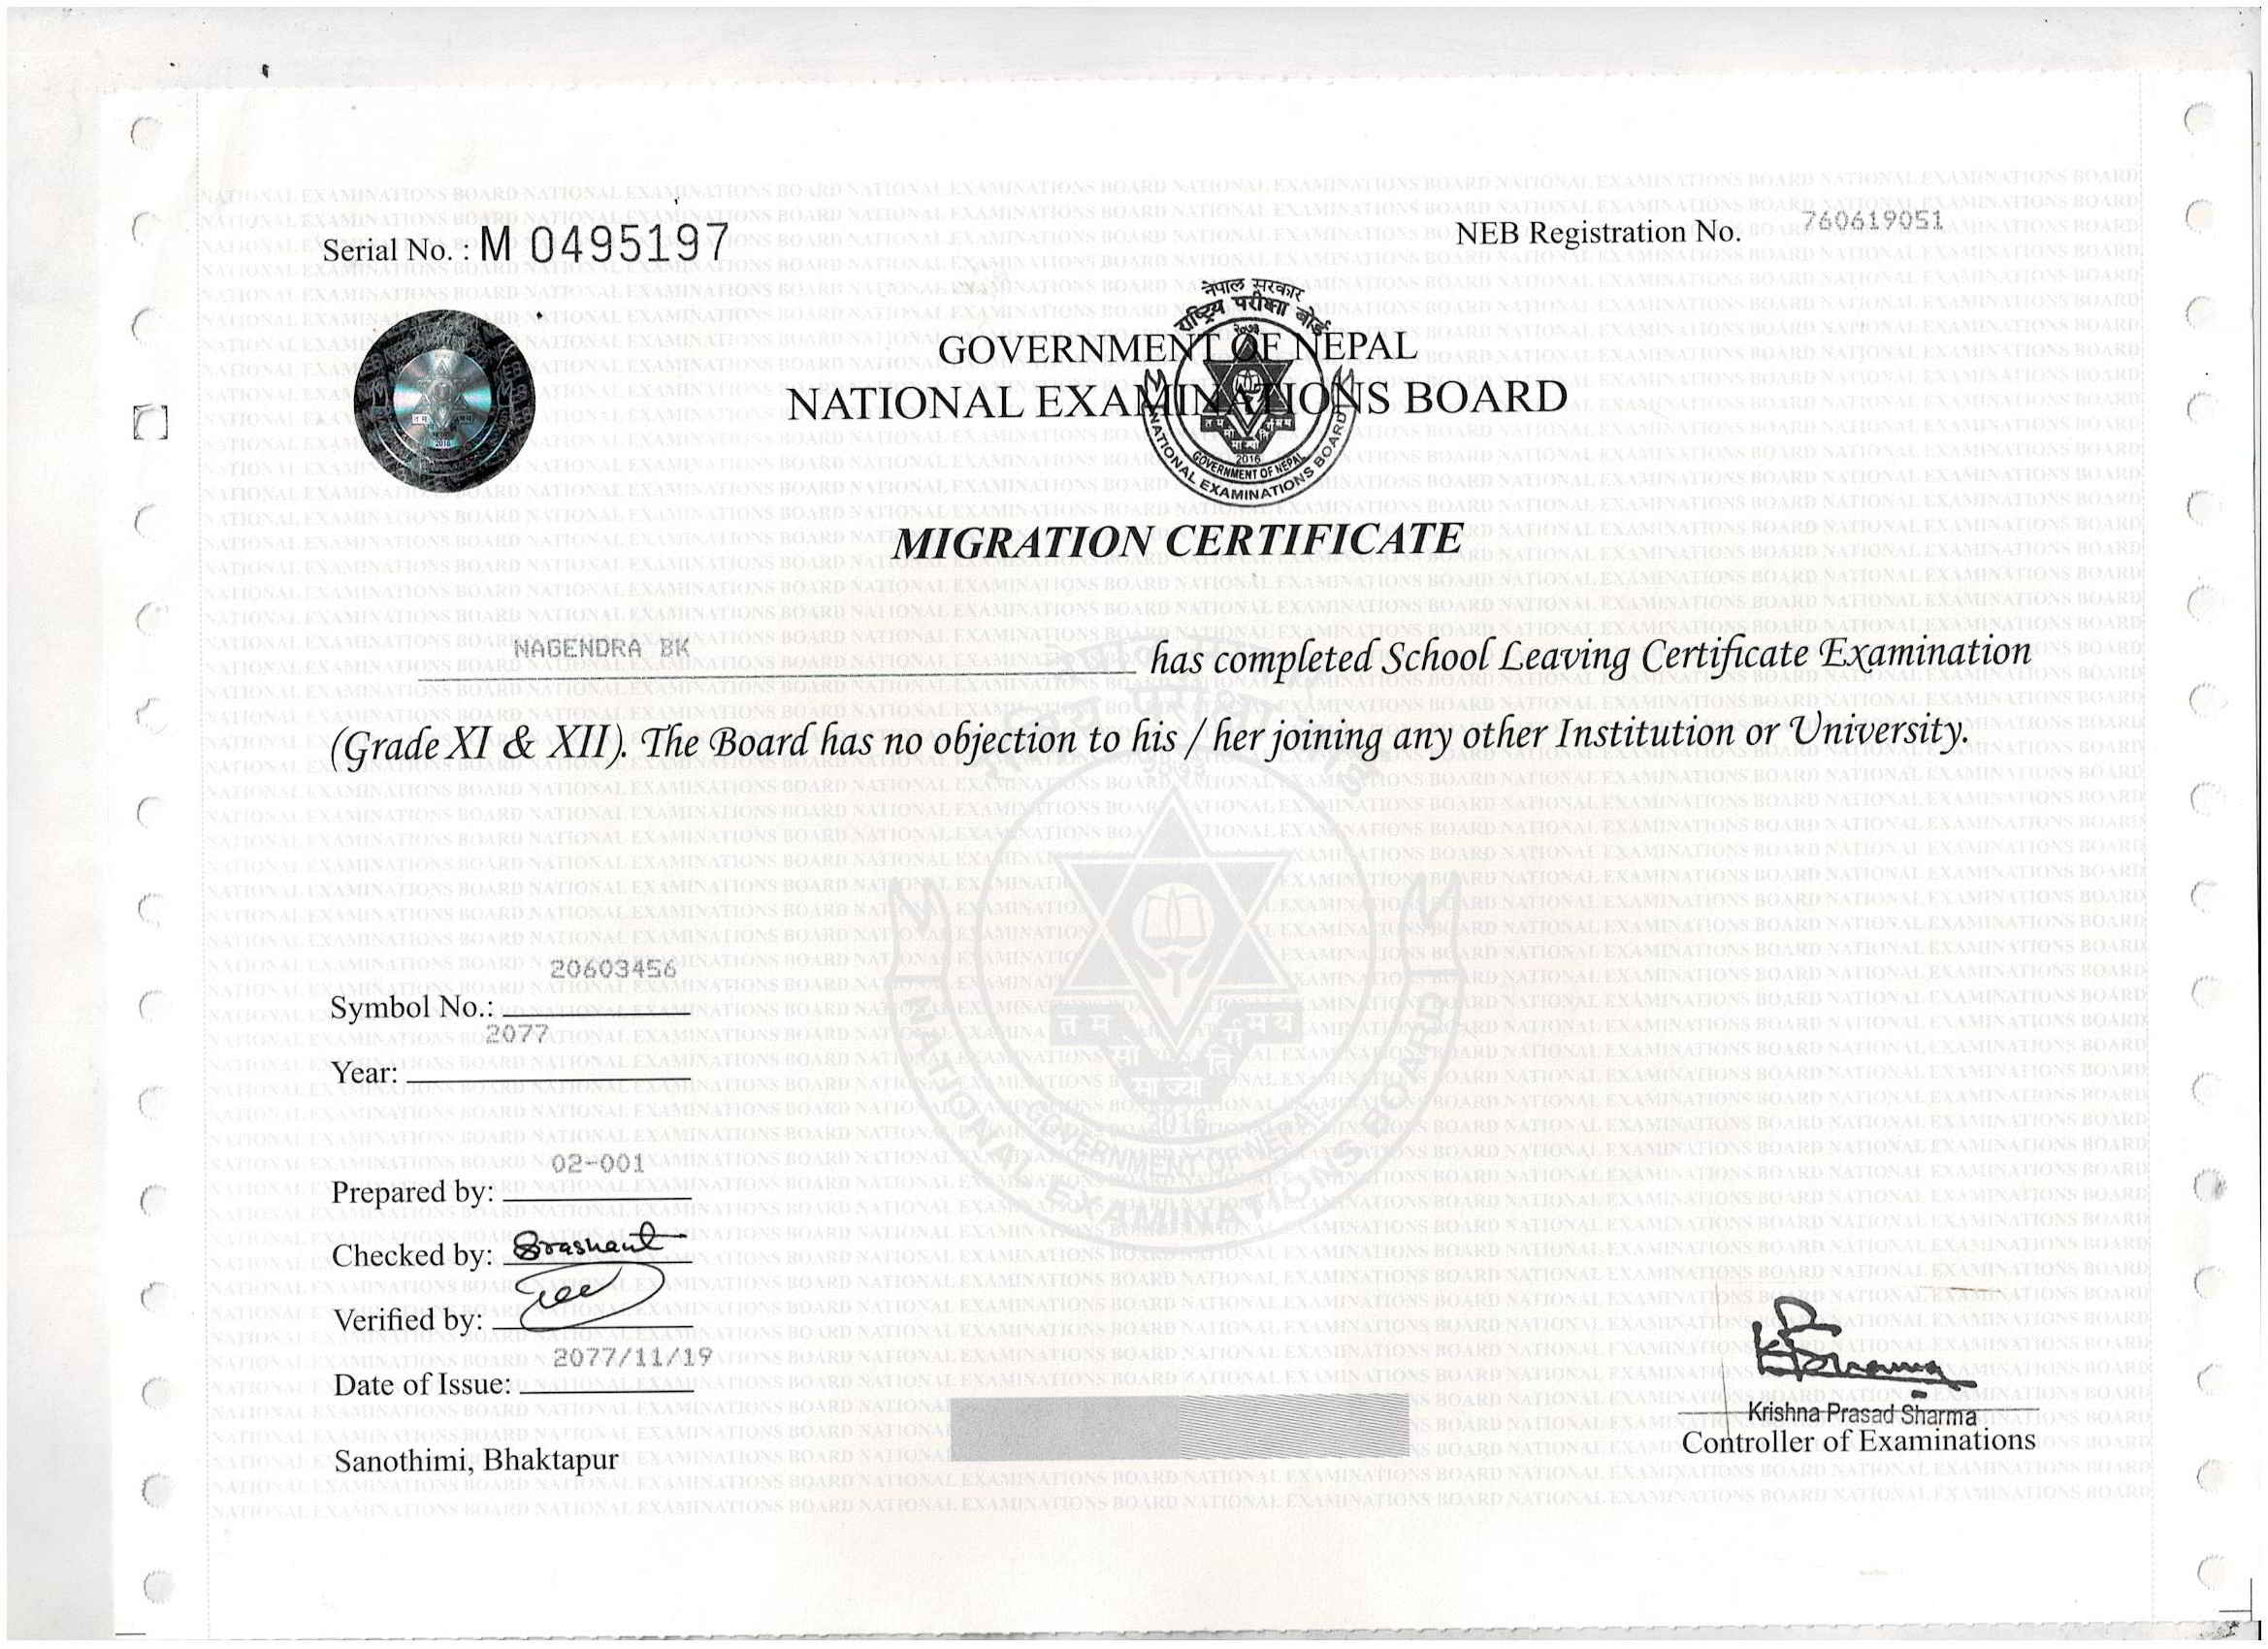 Serial No. : M 0495197
NEB Registration No. 760619051
नेपाल सरकार
राष्ट्रिय परीक्षा बोर्ड
२०७३
GOVERNMENT OF NEPAL
NATIONAL EXAMINATIONS BOARD
2016
GOVERNMENT OF NEPAL
NATIONAL EXAMINATIONS BOARD
MIGRATION CERTIFICATE
NAGENDRA BK has completed School Leaving Certificate Examination
(Grade XI & XII). The Board has no objection to his / her joining any other Institution or University.
20603456
Symbol No.:
2077
Year:
02-001
Prepared by:
Checked by: Prashant
Verified by:
2077/11/19
Date of Issue:
Sanothimi, Bhaktapur
Krishna Prasad Sharma
Controller of Examinations